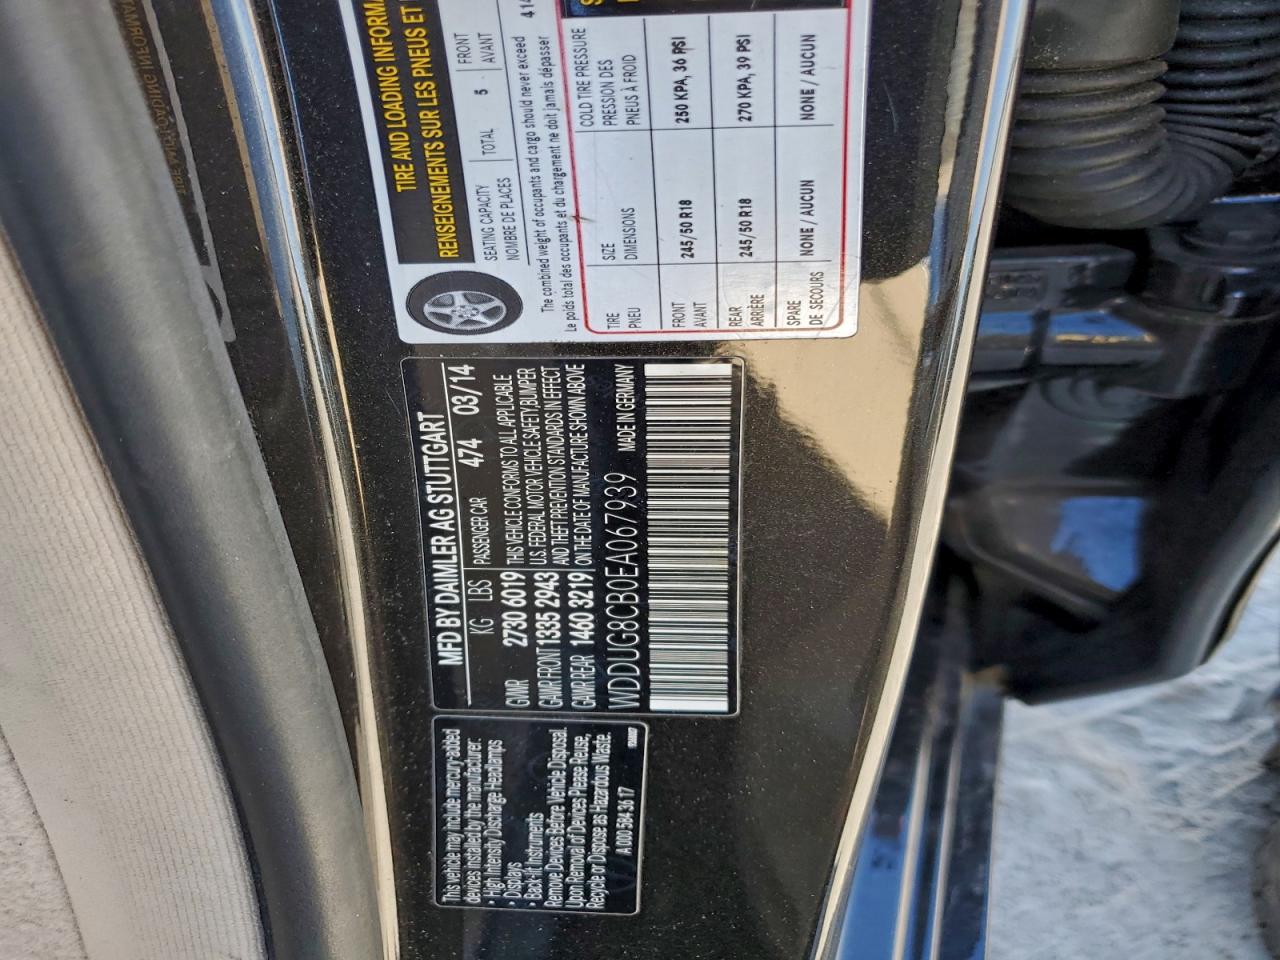 TIRE AND LOADING INFORMA
RENSEIGNEMENTS SUR LES PNEUS ET
SEATING CAPACITY
NOMBRE DE PLACES
TOTAL
5
FRONT
AVANT
The combined weight of occupants and cargo should never exceed 414
Le poids total des occupants et du chargement ne doit jamais dépasser
TIRE
PNEU
SIZE
DIMENSIONS
COLD TIRE PRESSURE
PRESSION DES
PNEUS À FROID
FRONT
AVANT
245/50 R18
250 KPA, 36 PSI
REAR
ARRIÈRE
245/50 R18
270 KPA, 39 PSI
SPARE
DE SECOURS
NONE / AUCUN
NONE / AUCUN
MFD BY DAIMLER AG STUTTGART
KG LBS PASSENGER CAR 474 03/14
GVWR 2730 6019 THIS VEHICLE CONFORMS TO ALL APPLICABLE
U.S. FEDERAL MOTOR VEHICLE SAFETY,BUMPER
GAWR FRONT 1335 2943 AND THEFT PREVENTION STANDARDS IN EFFECT
GAWR REAR 1460 3219 ON THE DATE OF MANUFACTURE SHOWN ABOVE
WDDUG8CB0EA067939 MADE IN GERMANY
This vehicle may include mercury-added
devices installed by the manufacturer:
• High Intensity Discharge Headlamps
• Displays
• Back-lit Instruments
Remove Devices Before Vehicle Disposal.
Upon Removal of Devices Please Reuse,
Recycle or Dispose as Hazardous Waste.
A 000 584 36 17